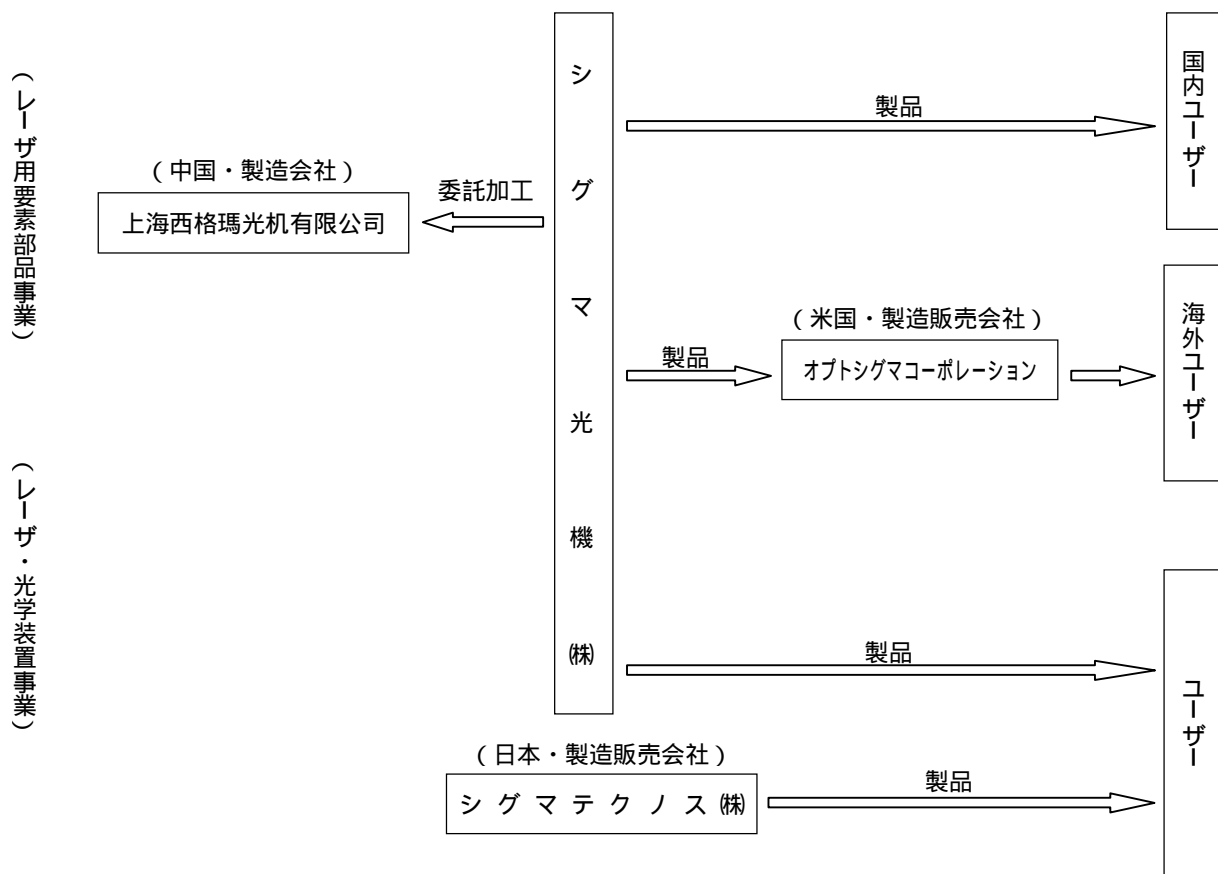 （レーザ用要素部品事業）
（中国・製造会社）
上海西格瑪光机有限公司
委託加工
シグマ光機㈱
製品
国内ユーザー
（米国・製造販売会社）
製品
オプトシグマコーポレーション
海外ユーザー
（レーザ・光学装置事業）
製品
ユーザー
（日本・製造販売会社）
シグマテクノス㈱
製品